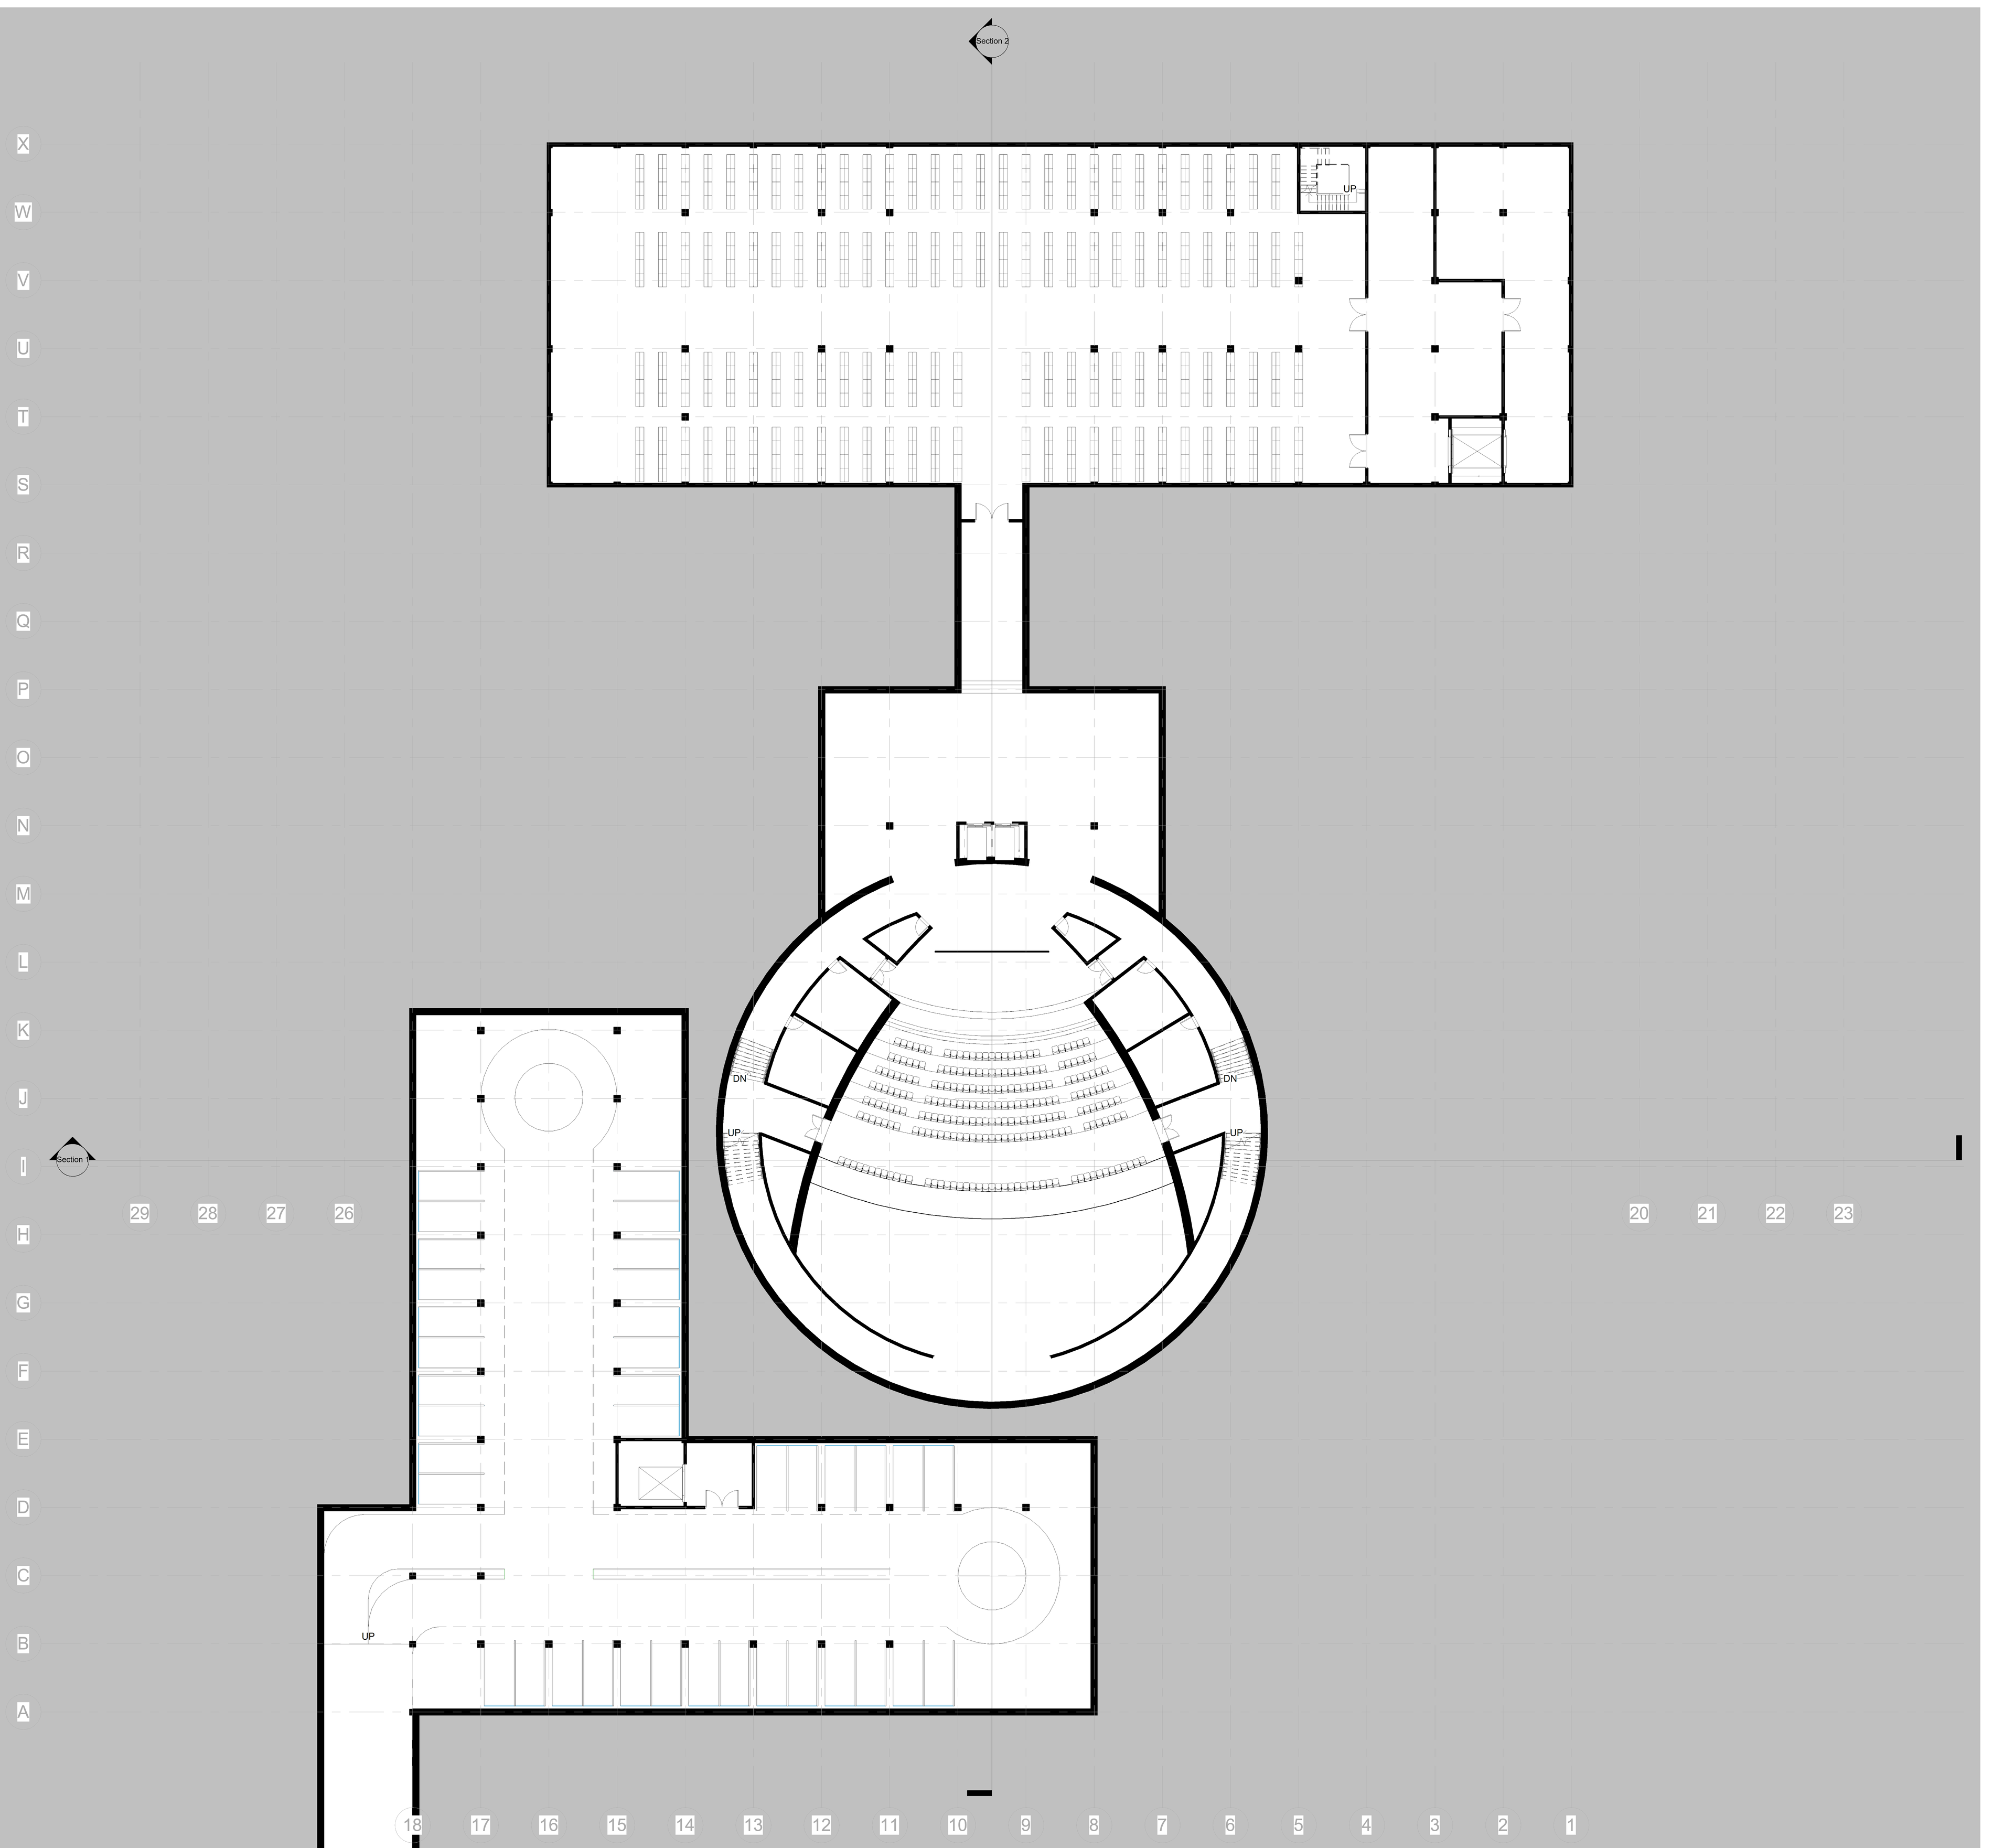 Section 2
X
UP
W
V
U
T
S
R
Q
P
O
N
M
L
K
DN DN
J
UP UP
Section 1
I
29 28 27 26 20 21 22 23
H
G
F
E
D
C
UP
B
A
18 17 16 15 14 13 12 11 10 9 8 7 6 5 4 3 2 1